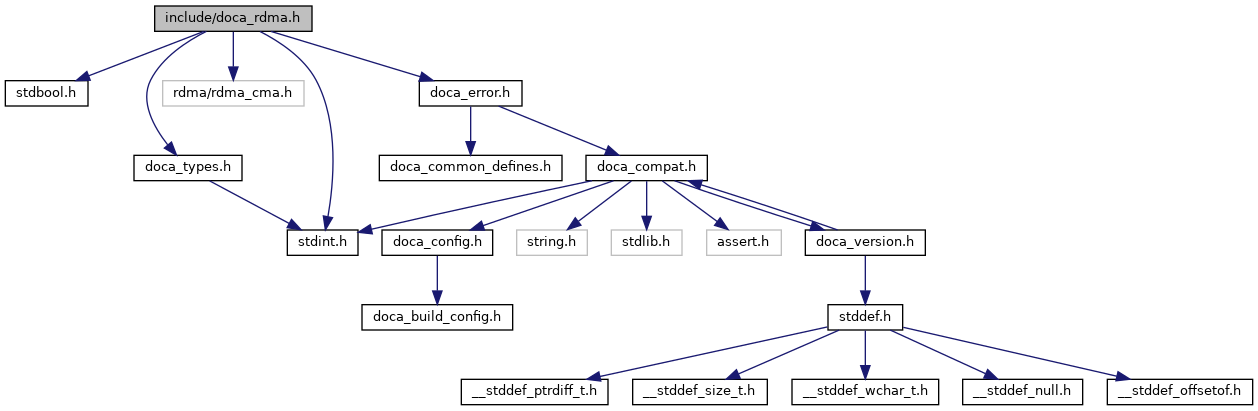 include/doca_rdma.h
stdbool.h
rdma/rdma_cma.h
doca_error.h
doca_types.h
doca_common_defines.h
doca_compat.h
stdint.h
doca_config.h
string.h
stdlib.h
assert.h
doca_version.h
doca_build_config.h
stddef.h
__stddef_ptrdiff_t.h
__stddef_size_t.h
__stddef_wchar_t.h
__stddef_null.h
__stddef_offsetof.h